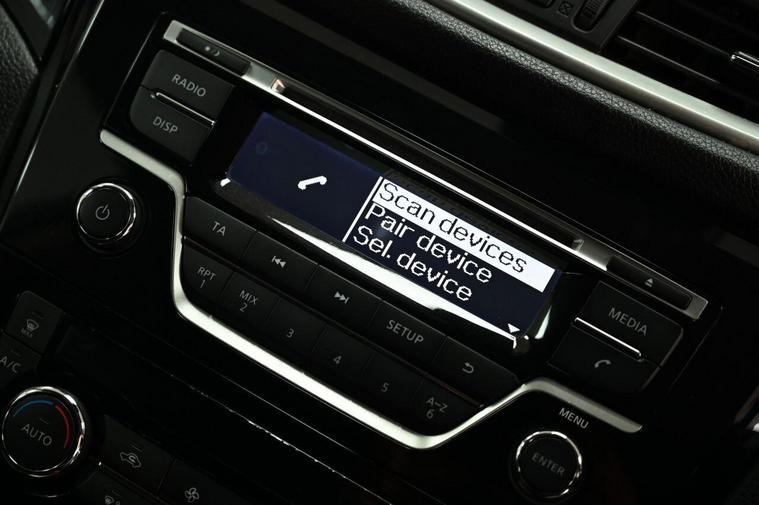 RADIO
DISP
Scan devices
Pair device
Sel. device
TA
RPT
1
MIX
2
3
4
5
A-Z
6
SETUP
MEDIA
MENU
ENTER
A/C
AUTO